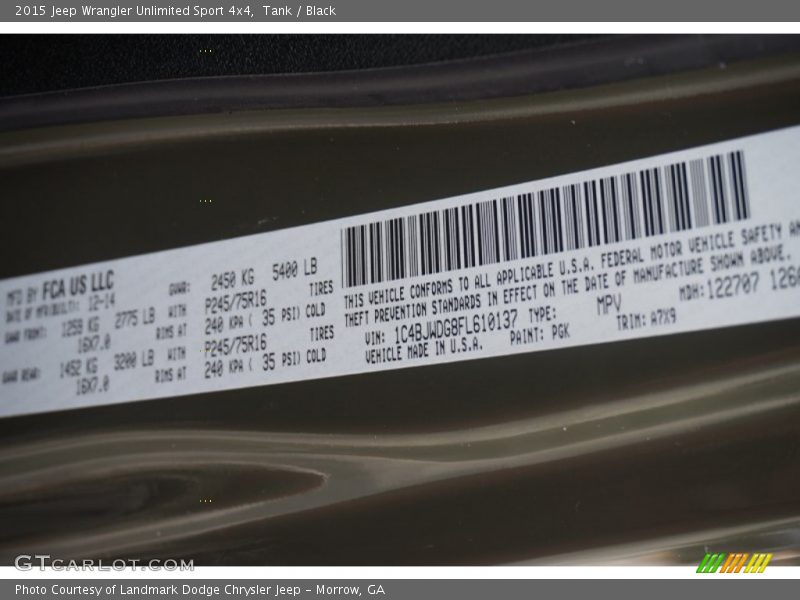 2015 Jeep Wrangler Unlimited Sport 4x4,  Tank / Black
MFD BY FCA US LLC
DATE OF MFR/BUILT: 12-14 GVWR: 2450 KG 5400 LB
GAWR FRONT: 1259 KG 2775 LB WITH P245/75R16 TIRES
16X7.0 RIMS AT 240 KPA ( 35 PSI) COLD
GAWR REAR: 1452 KG 3200 LB WITH P245/75R16 TIRES
16X7.0 RIMS AT 240 KPA ( 35 PSI) COLD
THIS VEHICLE CONFORMS TO ALL APPLICABLE U.S.A. FEDERAL MOTOR VEHICLE SAFETY AN
THEFT PREVENTION STANDARDS IN EFFECT ON THE DATE OF MANUFACTURE SHOWN ABOVE.
VIN: 1C4BJWDG8FL610137 TYPE: MPV MDH:122707 126
VEHICLE MADE IN U.S.A. PAINT: PGK TRIM: A7X9
GTCARLOT.COM
Photo Courtesy of Landmark Dodge Chrysler Jeep – Morrow, GA